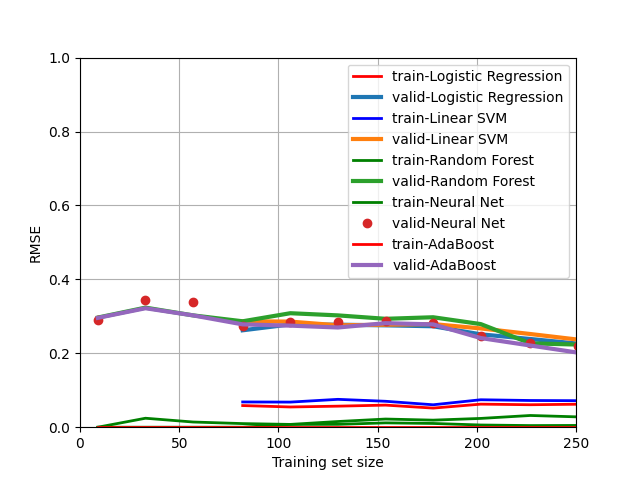 1.0
0.8
0.6
0.4
0.2
0.0
RMSE
train-Logistic Regression
valid-Logistic Regression
train-Linear SVM
valid-Linear SVM
train-Random Forest
valid-Random Forest
train-Neural Net
valid-Neural Net
train-AdaBoost
valid-AdaBoost
0 50 100 150 200 250
Training set size